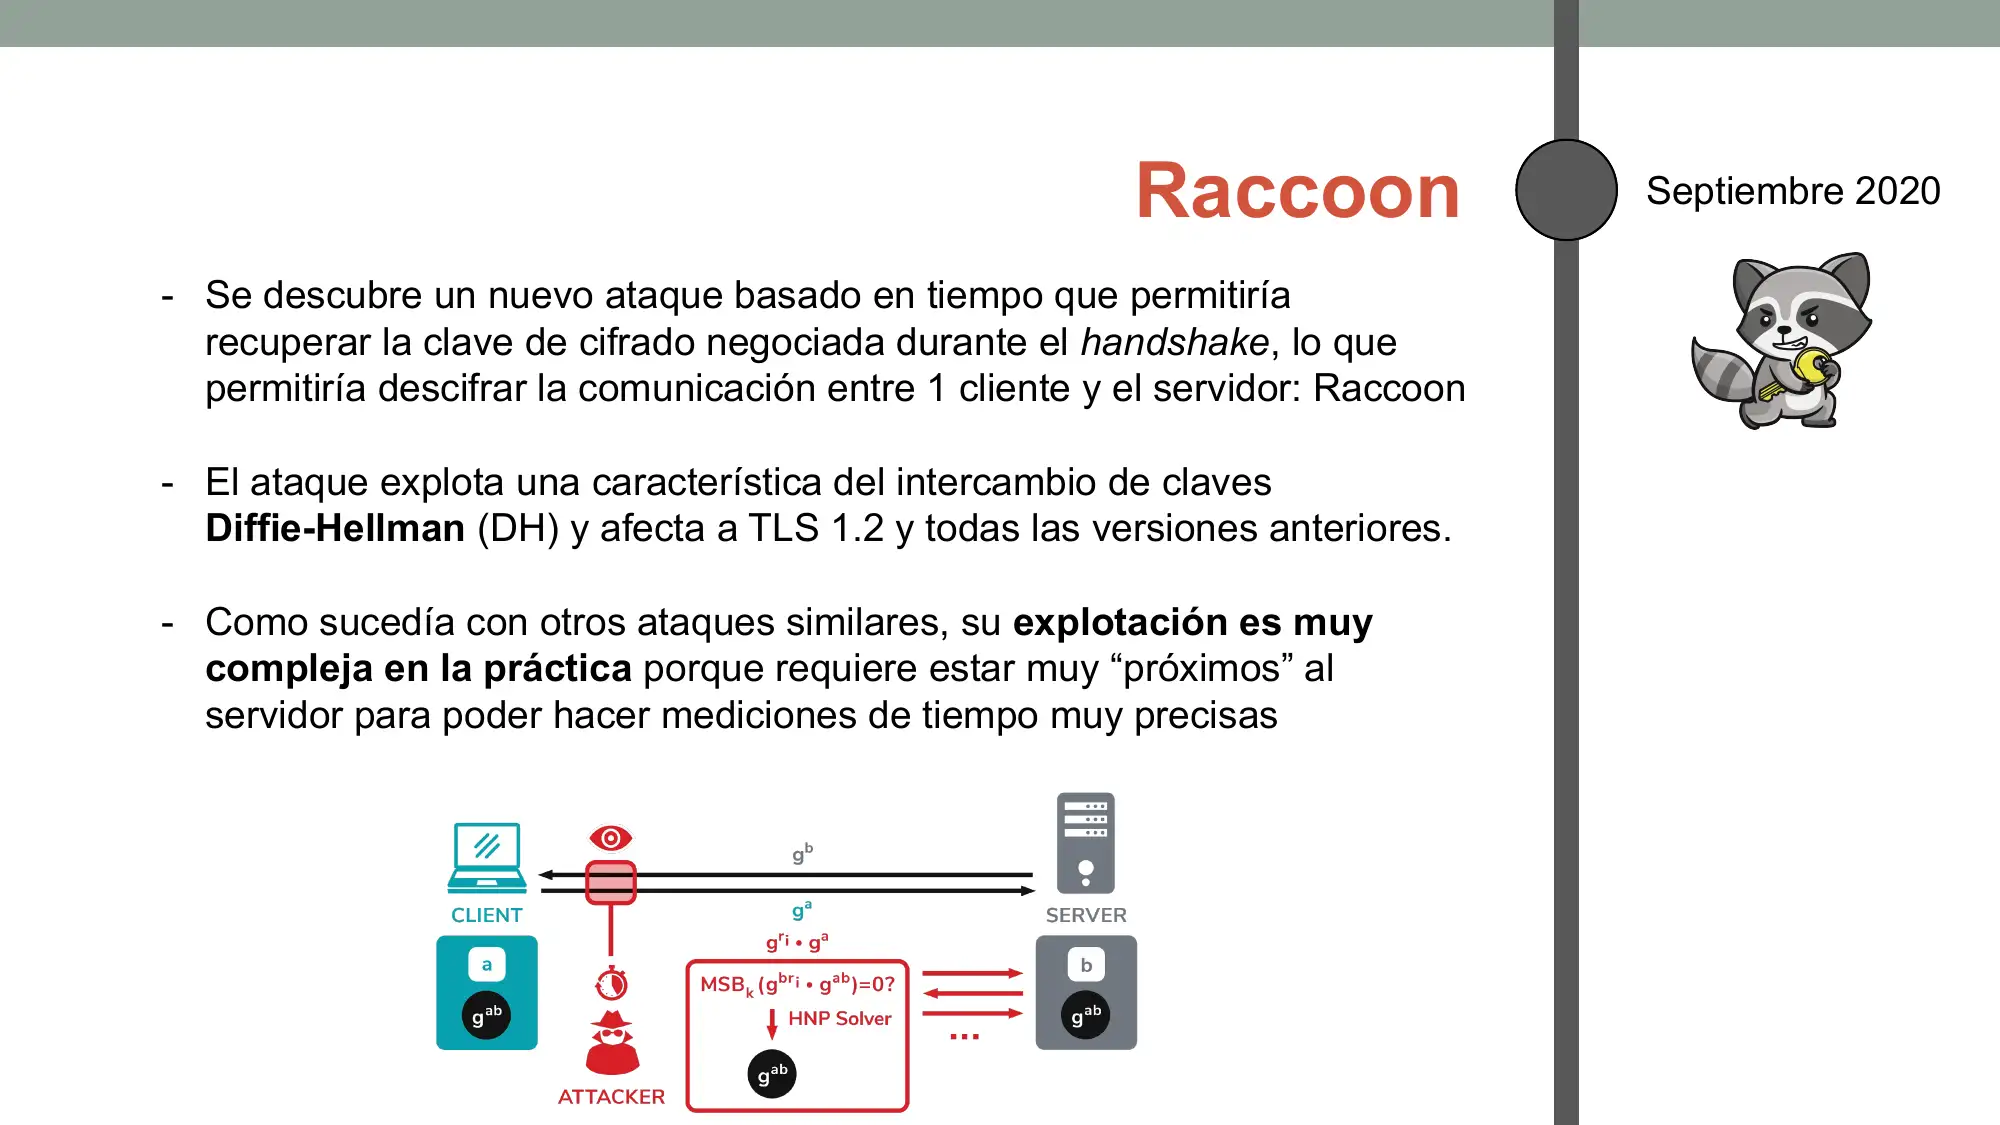 Raccoon
Septiembre 2020
- Se descubre un nuevo ataque basado en tiempo que permitiría
recuperar la clave de cifrado negociada durante el handshake, lo que
permitiría descifrar la comunicación entre 1 cliente y el servidor: Raccoon
- El ataque explota una característica del intercambio de claves
Diffie-Hellman (DH) y afecta a TLS 1.2 y todas las versiones anteriores.
- Como sucedía con otros ataques similares, su explotación es muy
compleja en la práctica porque requiere estar muy “próximos” al
servidor para poder hacer mediciones de tiempo muy precisas
g^b
g^a
CLIENT
SERVER
g^{r_i} • g^a
a
g^{ab}
MSB_k (g^{br_i} • g^{ab})=0?
HNP Solver
g^{ab}
...
b
g^{ab}
ATTACKER